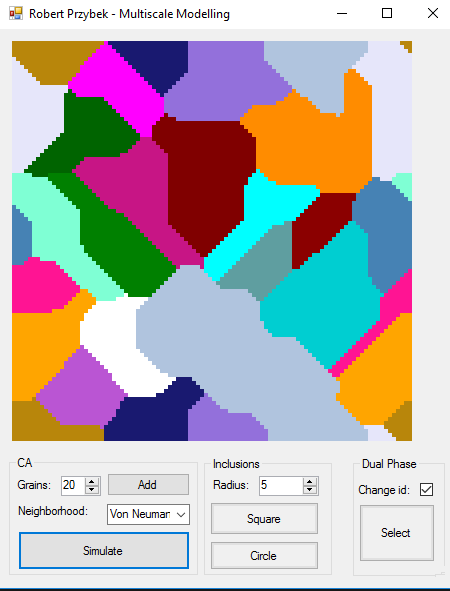 Robert Przybek - Multiscale Modelling
CA
Grains: 20 Add
Neighborhood: Von Neumar
Simulate
Inclusions
Radius: 5
Square
Circle
Dual Phase
Change id:
Select